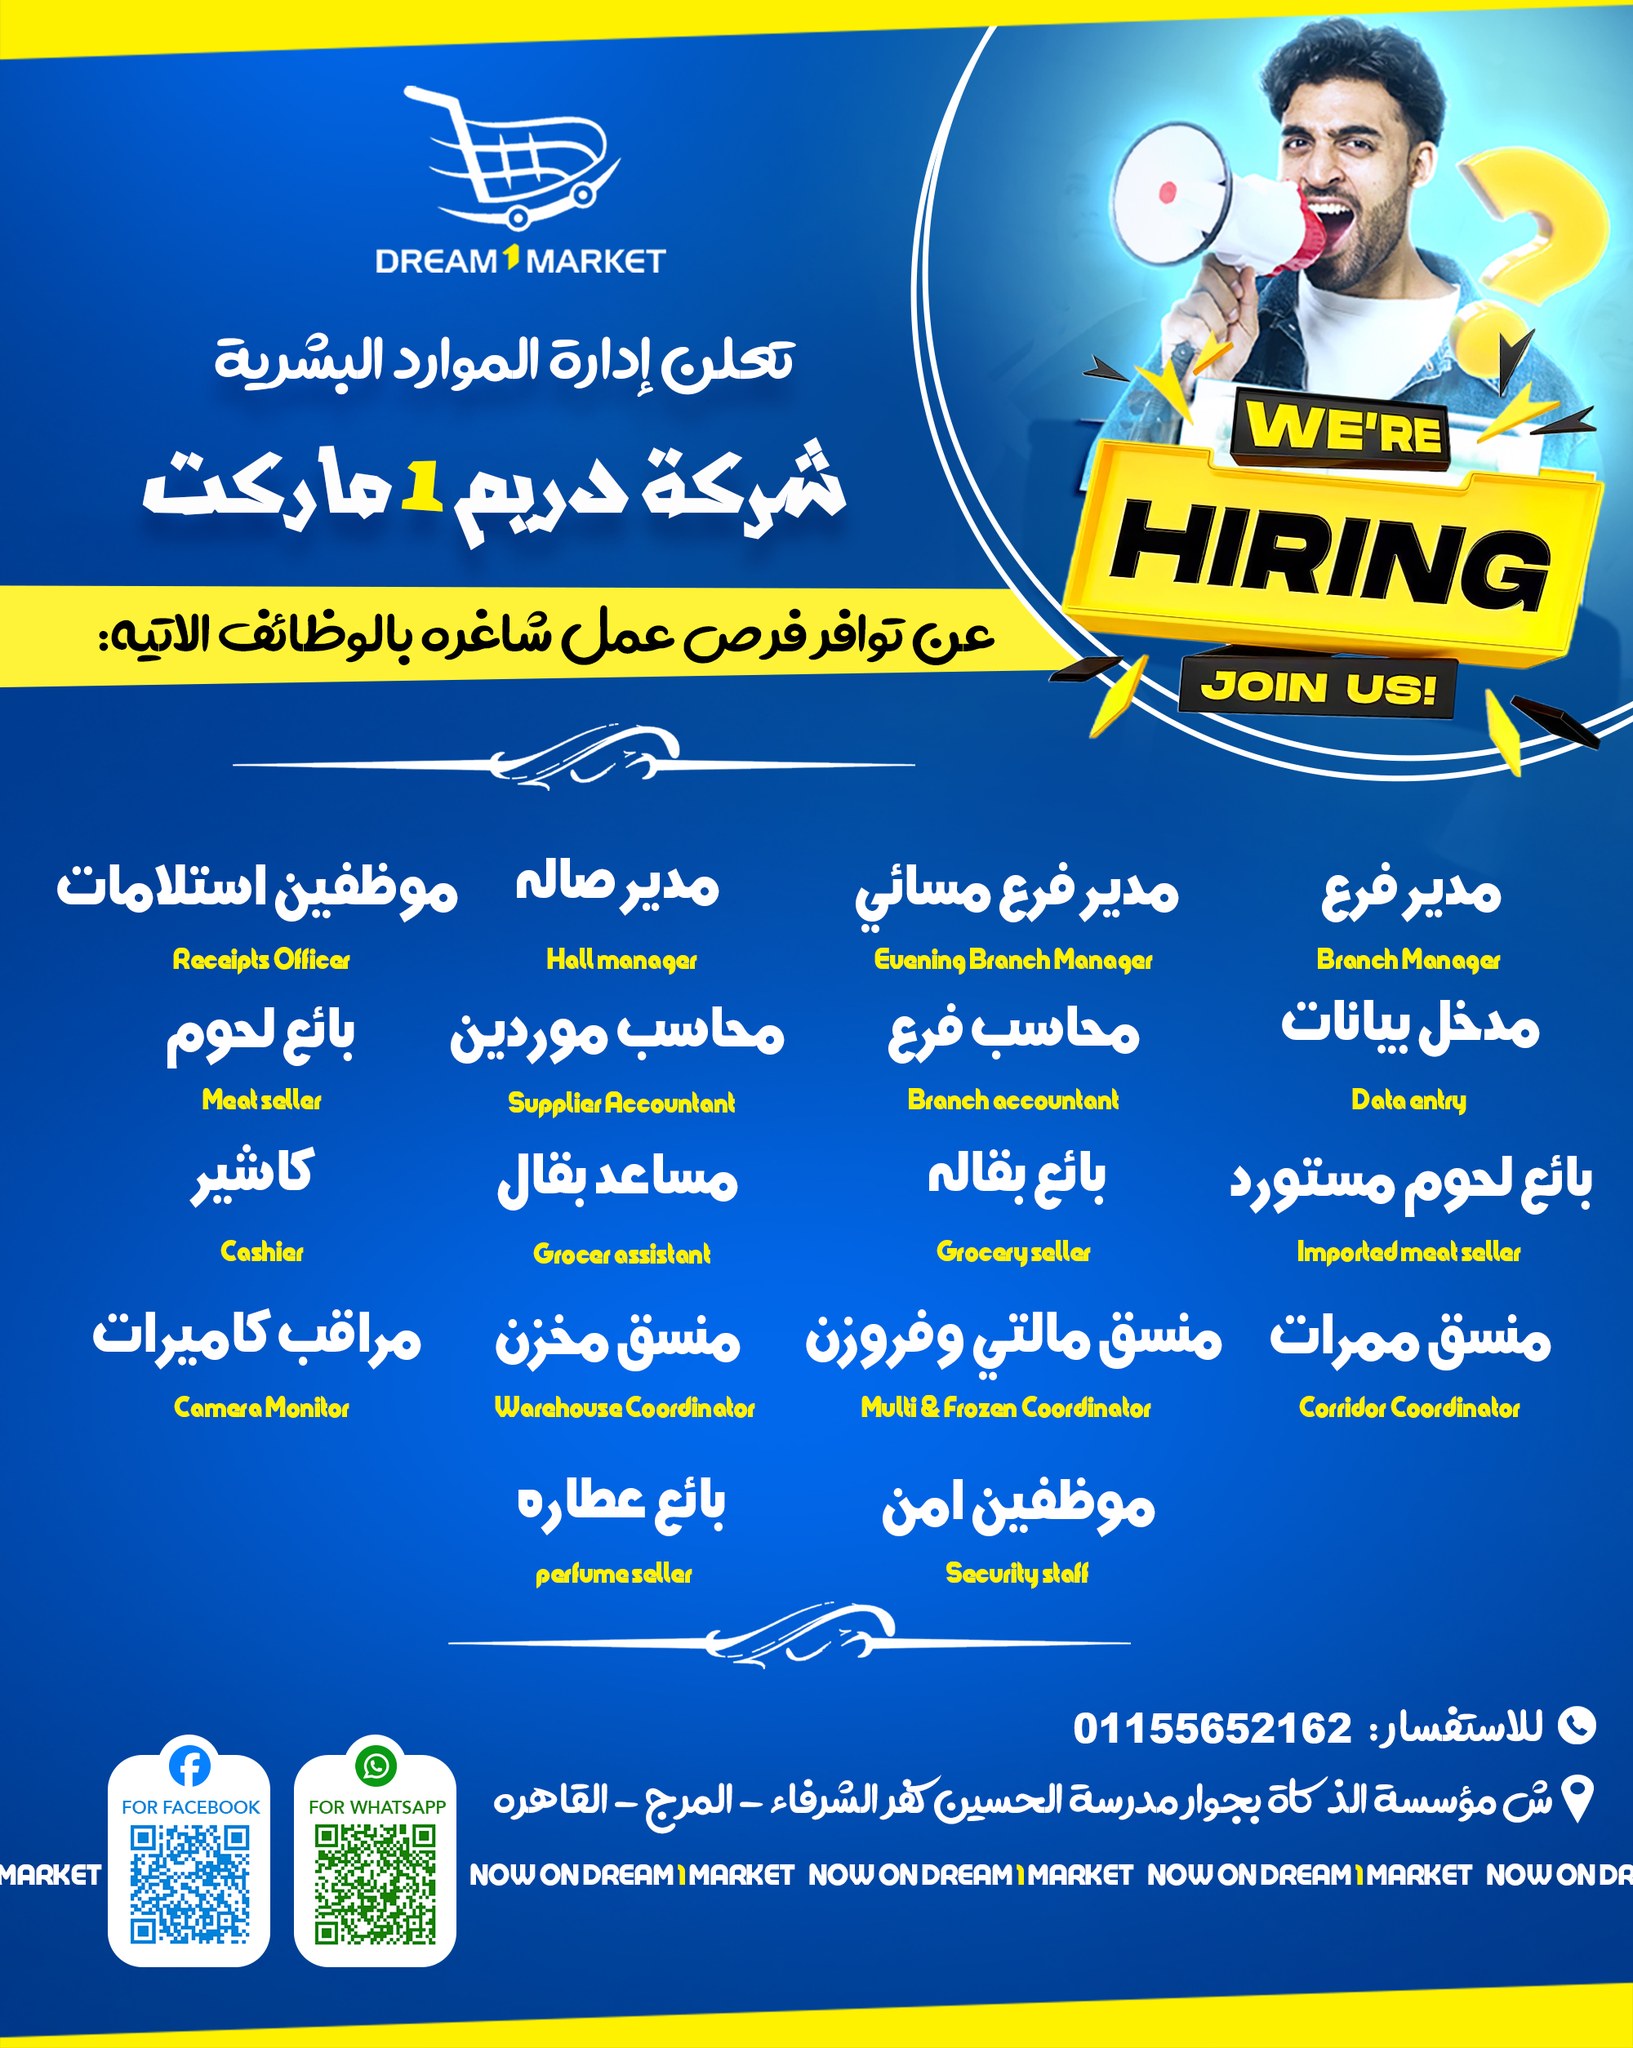 DREAM 1 MARKET
تعلن إدارة الموارد البشرية
شركة دريم 1 ماركت
عن توافر فرص عمل شاغره بالوظائف الاتيه:
WE'RE
HIRING
JOIN US!
مدير فرع
Branch Manager
مدير فرع مسائي
Evening Branch Manager
مدير صاله
Hall manager
موظفين استلامات
Receipts Officer
مدخل بيانات
Data entry
محاسب فرع
Branch accountant
محاسب موردين
Supplier Accountant
بائع لحوم
Meat seller
بائع لحوم مستورد
Imported meat seller
بائع بقاله
Grocery seller
مساعد بقال
Grocer assistant
كاشير
Cashier
منسق ممرات
Corridor Coordinator
منسق مالتي وفروزن
Multi & Frozen Coordinator
منسق مخزن
Warehouse Coordinator
مراقب كاميرات
Camera Monitor
موظفين امن
Security staff
بائع عطاره
perfume seller
للاستفسار: 01155652162
ش مؤسسة الذكاة بجوار مدرسة الحسين كفر الشرفاء - المرج - القاهره
FOR FACEBOOK
FOR WHATSAPP
MARKET NOW ON DREAM 1 MARKET NOW ON DREAM 1 MARKET NOW ON DREAM 1 MARKET NOW ON DR